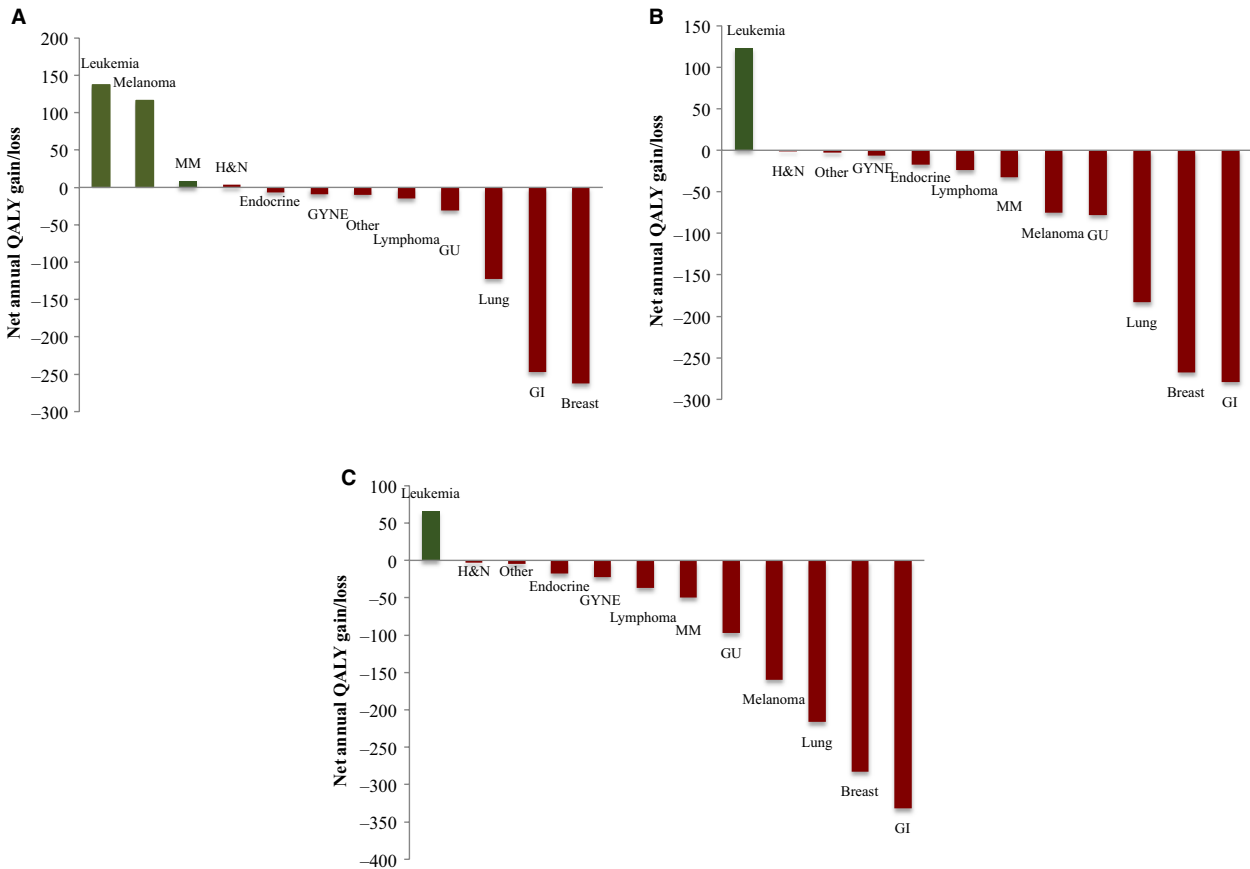 A
Net annual QALY gain/loss
200
150
100
50
0
–50
–100
–150
–200
–250
–300
Leukemia
Melanoma
MM
H&N
Endocrine
GYNE
Other
Lymphoma
GU
Lung
GI
Breast
B
Net annual QALY gain/loss
150
100
50
0
–50
–100
–150
–200
–250
–300
Leukemia
H&N
Other
GYNE
Endocrine
Lymphoma
MM
Melanoma
GU
Lung
Breast
GI
C
Net annual QALY gain/loss
100
50
0
–50
–100
–150
–200
–250
–300
–350
–400
Leukemia
H&N
Other
Endocrine
GYNE
Lymphoma
MM
GU
Melanoma
Lung
Breast
GI